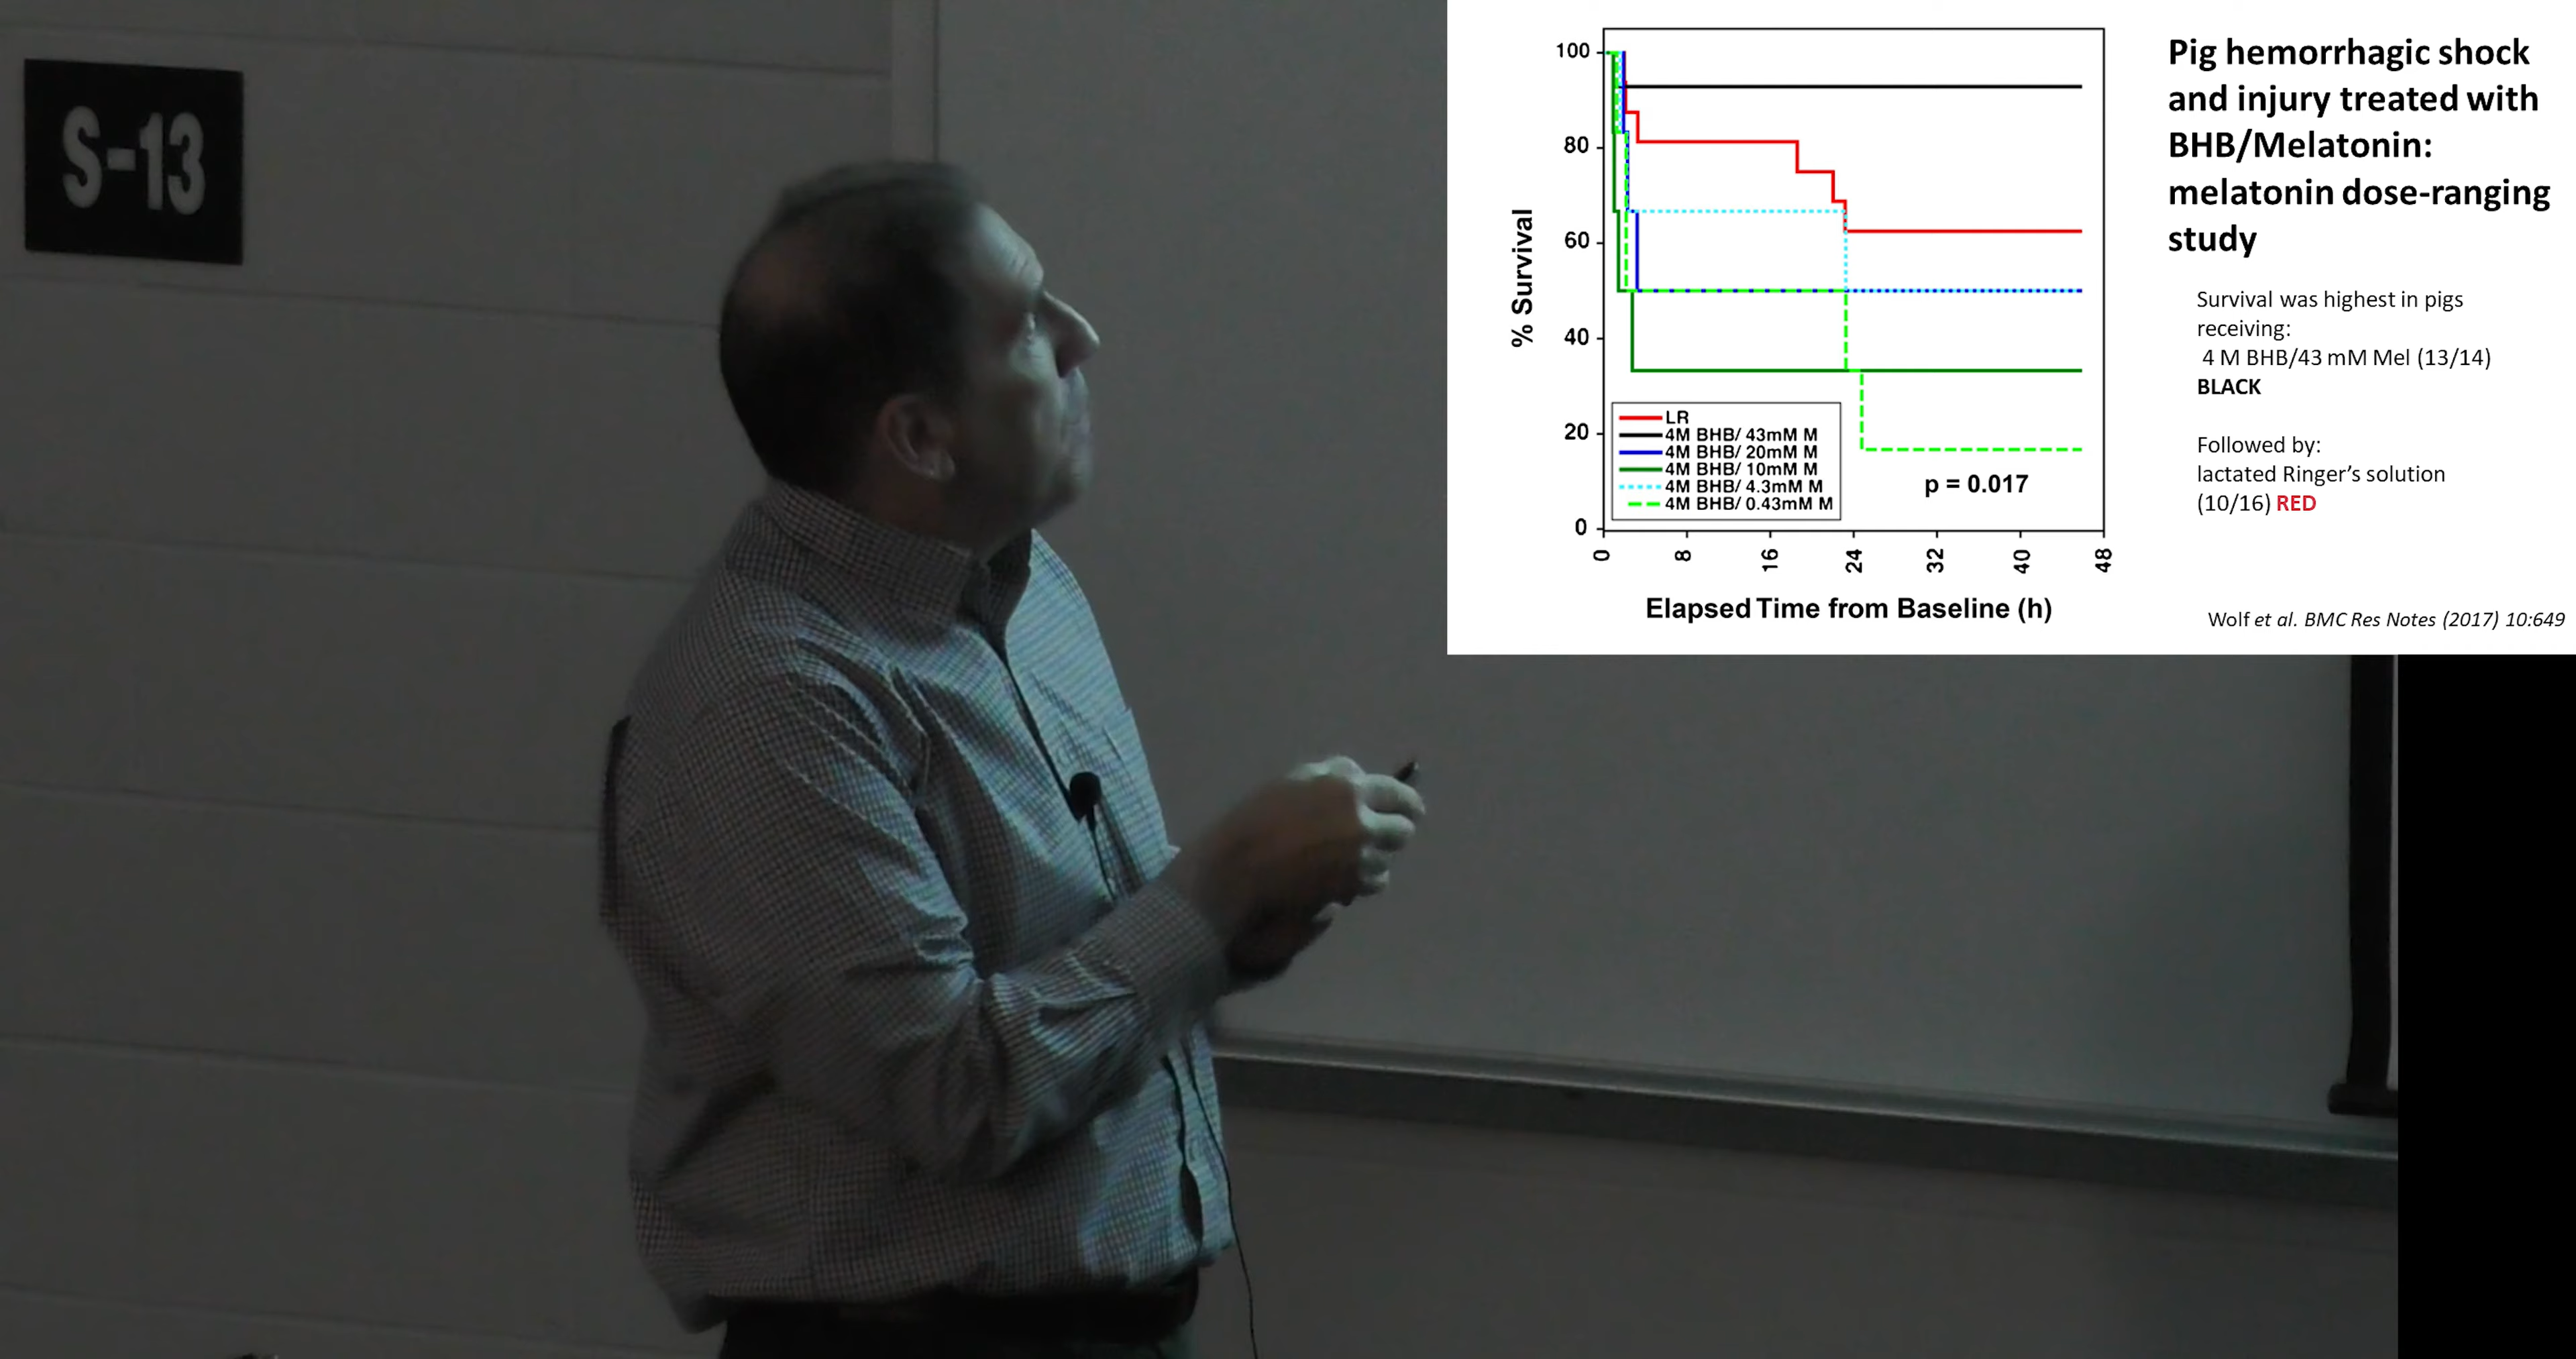 S-13
Pig hemorrhagic shock
and injury treated with
BHB/Melatonin:
melatonin dose-ranging
study
Survival was highest in pigs
receiving:
4 M BHB/43 mM Mel (13/14)
BLACK
Followed by:
lactated Ringer's solution
(10/16) RED
Wolf et al. BMC Res Notes (2017) 10:649
% Survival
100
80
60
40
20
0
LR
4M BHB/ 43mM M
4M BHB/ 20mM M
4M BHB/ 10mM M
4M BHB/ 4.3mM M
4M BHB/ 0.43mM M
p = 0.017
0 8 16 24 32 40 48
Elapsed Time from Baseline (h)